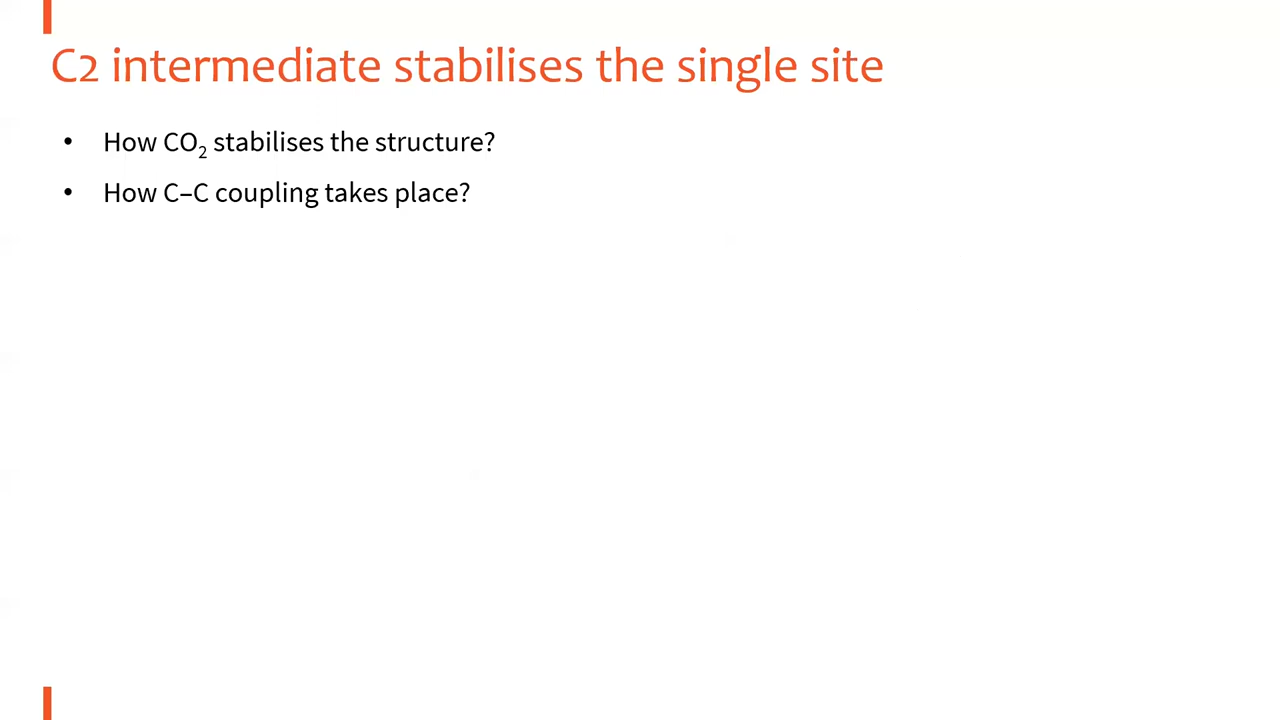 C2 intermediate stabilises the single site
• How CO₂ stabilises the structure?
• How C–C coupling takes place?